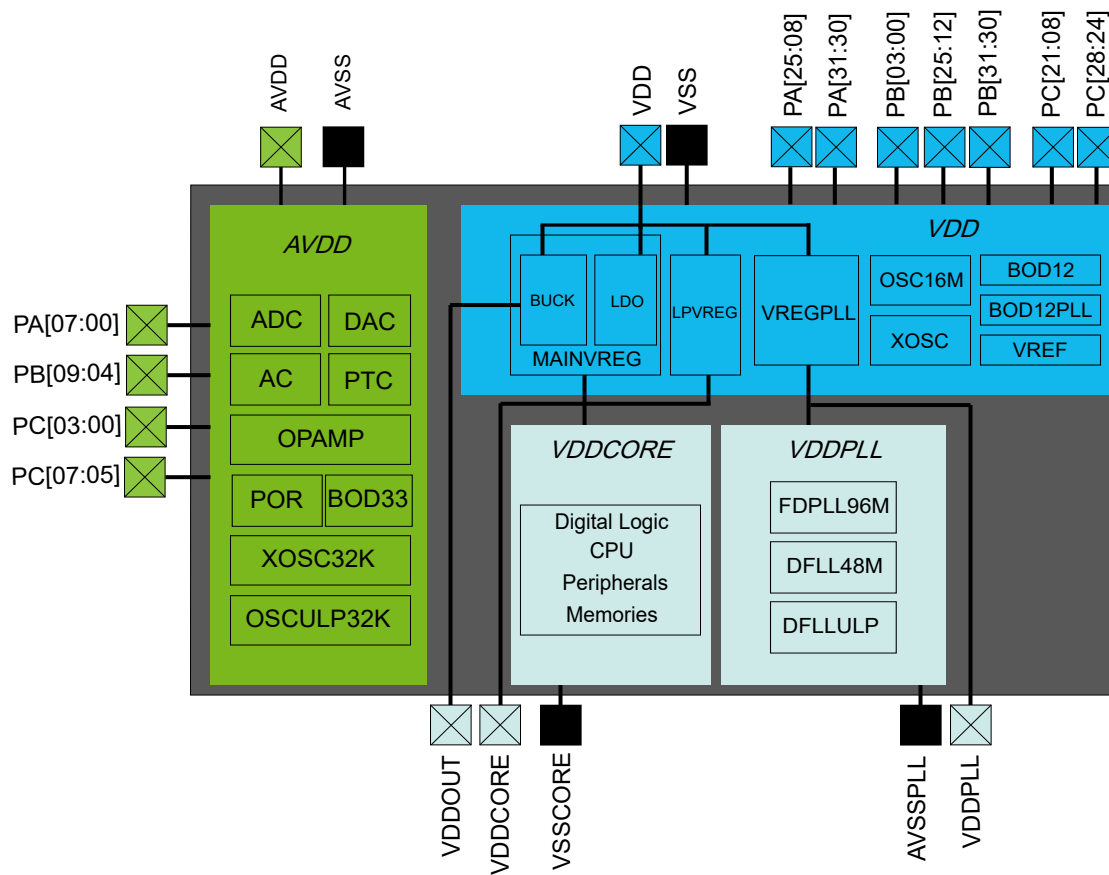 AVDD
AVSS
VDD
VSS
PA[25:08]
PA[31:30]
PB[03:00]
PB[25:12]
PB[31:30]
PC[21:08]
PC[28:24]
AVDD
VDD
ADC
DAC
AC
PTC
OPAMP
POR
BOD33
XOSC32K
OSCULP32K
PA[07:00]
PB[09:04]
PC[03:00]
PC[07:05]
BUCK
LDO
MAINVREG
LPVREG
VREGPLL
OSC16M
XOSC
BOD12
BOD12PLL
VREF
VDDCORE
Digital Logic
CPU
Peripherals
Memories
VDDPLL
FDPLL96M
DFLL48M
DFLLULP
VDDOUT
VDDCORE
VSSCORE
AVSSPLL
VDDPLL